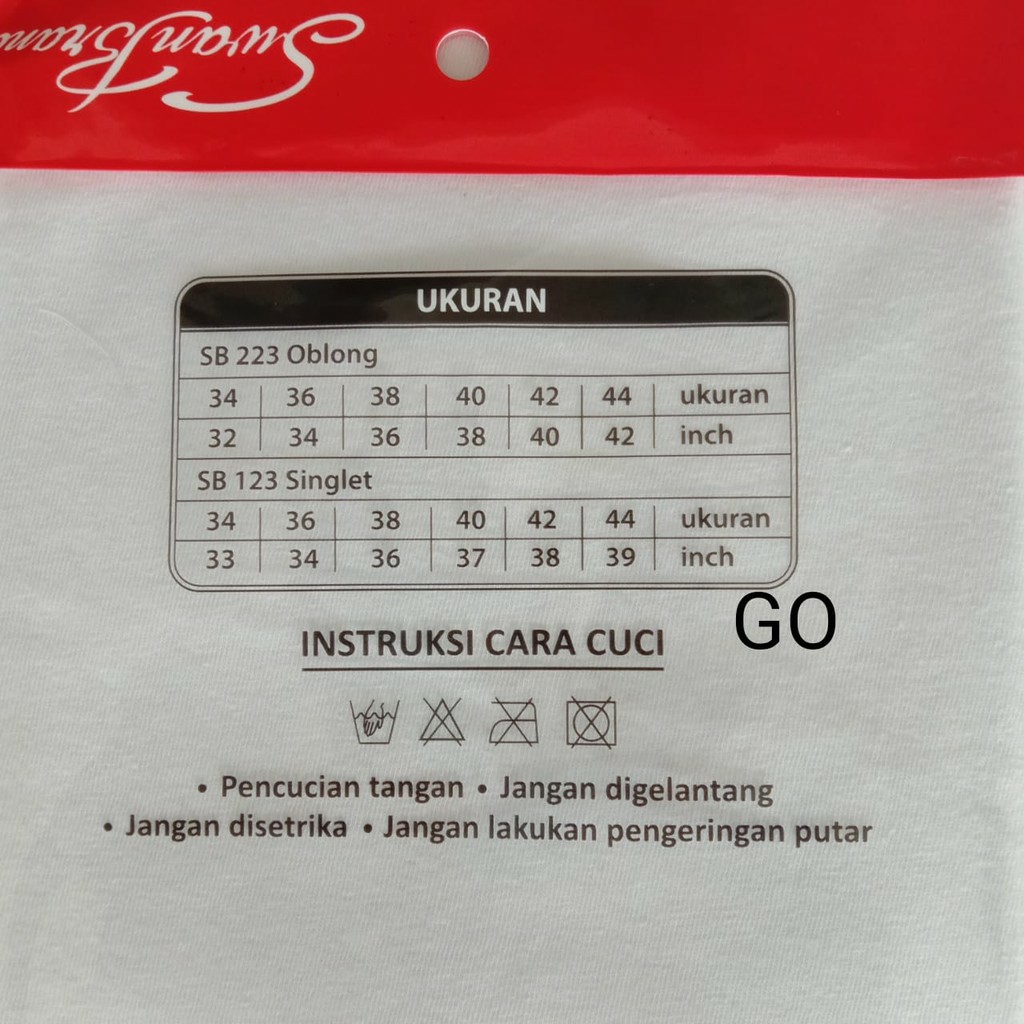 Swan Brand
UKURAN
SB 223 Oblong
34 36 38 40 42 44 ukuran
32 34 36 38 40 42 inch
SB 123 Singlet
34 36 38 40 42 44 ukuran
33 34 36 37 38 39 inch
GO
INSTRUKSI CARA CUCI
• Pencucian tangan • Jangan digelantang
• Jangan disetrika • Jangan lakukan pengeringan putar